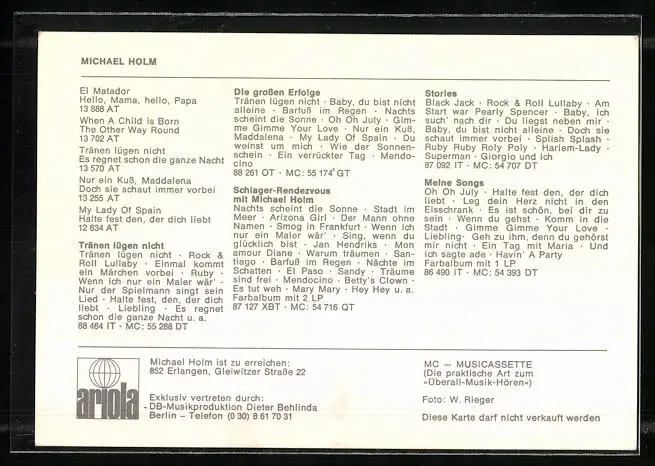 MICHAEL HOLM
El Matador
Hello, Mama, hello, Papa
13 888 AT
When A Child is Born
The Other Way Round
13 702 AT
Tränen lügen nicht
Es regnet schon die ganze Nacht
13 570 AT
Nur ein Kuß, Maddalena
Doch sie schaut immer vorbei
13 255 AT
My Lady Of Spain
Halte fest den, der dich liebt
12 634 AT
Tränen lügen nicht
Tränen lügen nicht · Rock &
Roll Lullaby · Einmal kommt
ein Märchen vorbei · Ruby ·
Wenn ich nur ein Maler wär' ·
Nur der Spielmann singt sein
Lied · Halte fest, den, der dich
liebt · Liebling · Es regnet
schon die ganze Nacht u. a.
88 464 IT · MC: 55 288 DT
Die großen Erfolge
Tränen lügen nicht · Baby, du bist nicht
alleine · Barfuß im Regen · Nachts
scheint die Sonne · Oh Oh July · Gim-
me Gimme Your Love · Nur ein Kuß,
Maddalena · My Lady Of Spain · Du
weinst um mich · Wie der Sonnen-
schein · Ein verrückter Tag · Mendo-
cino
88 261 OT · MC: 55 174 GT
Schlager-Rendezvous
mit Michael Holm
Nachts scheint die Sonne · Stadt im
Meer · Arizona Girl · Der Mann ohne
Namen · Smog in Frankfurt · Wenn ich
nur ein Maler wär' · Sing, wenn du
glücklich bist · Jan Hendriks · Mon
amour Diane · Warum träumen · San-
tiago · Barfuß im Regen · Nächte im
Schatten · El Paso · Sandy · Träume
sind frei · Mendocino · Betty's Clown ·
Es tut weh · Mary Mary · Hey Hey u. a.
Farbalbum mit 2 LP
87 127 XBT · MC: 54 716 QT
Stories
Black Jack · Rock & Roll Lullaby · Am
Start war Pearly Spencer · Baby, ich
such' nach dir · Du liegst neben mir ·
Baby, du bist nicht alleine · Doch sie
schaut immer vorbei · Splish Splash ·
Ruby Ruby Roly Poly · Harlem-Lady ·
Superman · Giorgio und ich
87 092 IT · MC: 54 707 DT
Meine Songs
Oh Oh July · Halte fest den, der dich
liebt · Leg dein Herz nicht in den
Eisschrank · Es ist schön, bei dir zu
sein · Wenn du gehst · Komm in die
Stadt · Gimme Gimme Your Love ·
Liebling · Geh zu ihm, denn du gehörst
mir nicht · Ein Tag mit Maria · Und
ich sagte ade · Havin' A Party
Farbalbum mit 1 LP
86 490 IT · MC: 54 393 DT
ariola
Michael Holm ist zu erreichen:
852 Erlangen, Gleiwitzer Straße 22
Exklusiv vertreten durch:
DB-Musikproduktion Dieter Behlinda
Berlin – Telefon (0 30) 8 61 70 31
MC – MUSICASSETTE
(Die praktische Art zum
»Überall-Musik-Hören«)
Foto: W. Rieger
Diese Karte darf nicht verkauft werden